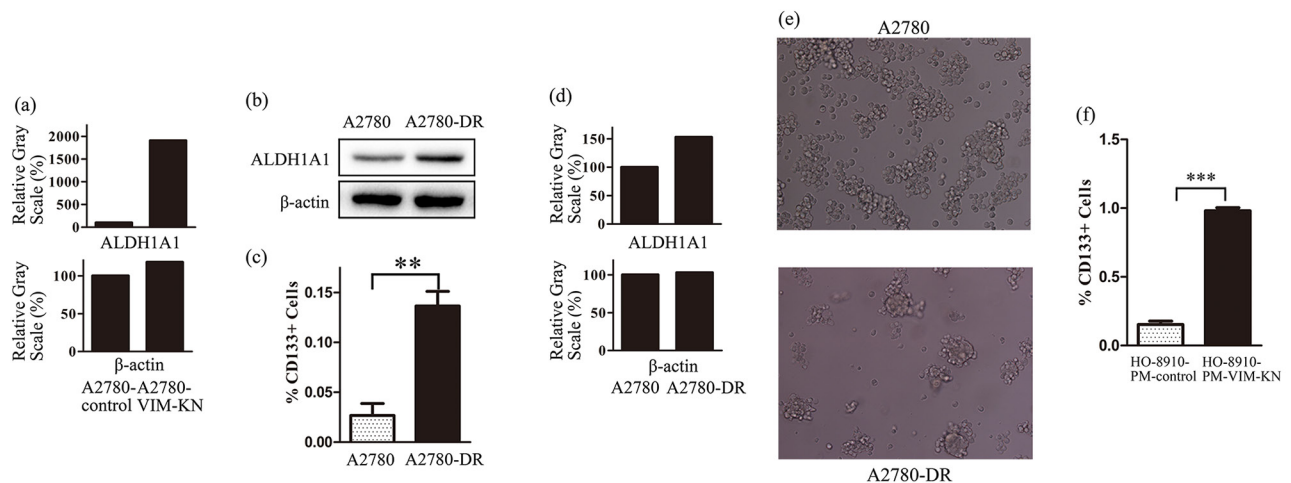 (a)
Relative Gray
Scale (%)
2000
1500
1000
500
0
ALDH1A1
Relative Gray
Scale (%)
100
50
0
β-actin
A2780- A2780-
control VIM-KN
(b)
A2780 A2780-DR
ALDH1A1
β-actin
(c)
% CD133+ Cells
0.15
0.10
0.05
0.00
**
A2780 A2780-DR
(d)
Relative Gray
Scale (%)
150
100
50
0
ALDH1A1
Relative Gray
Scale (%)
100
50
0
β-actin
A2780 A2780-DR
(e)
A2780
A2780-DR
(f)
% CD133+ Cells
1.5
1.0
0.5
0.0
***
HO-8910- HO-8910-
PM-control PM-VIM-KN